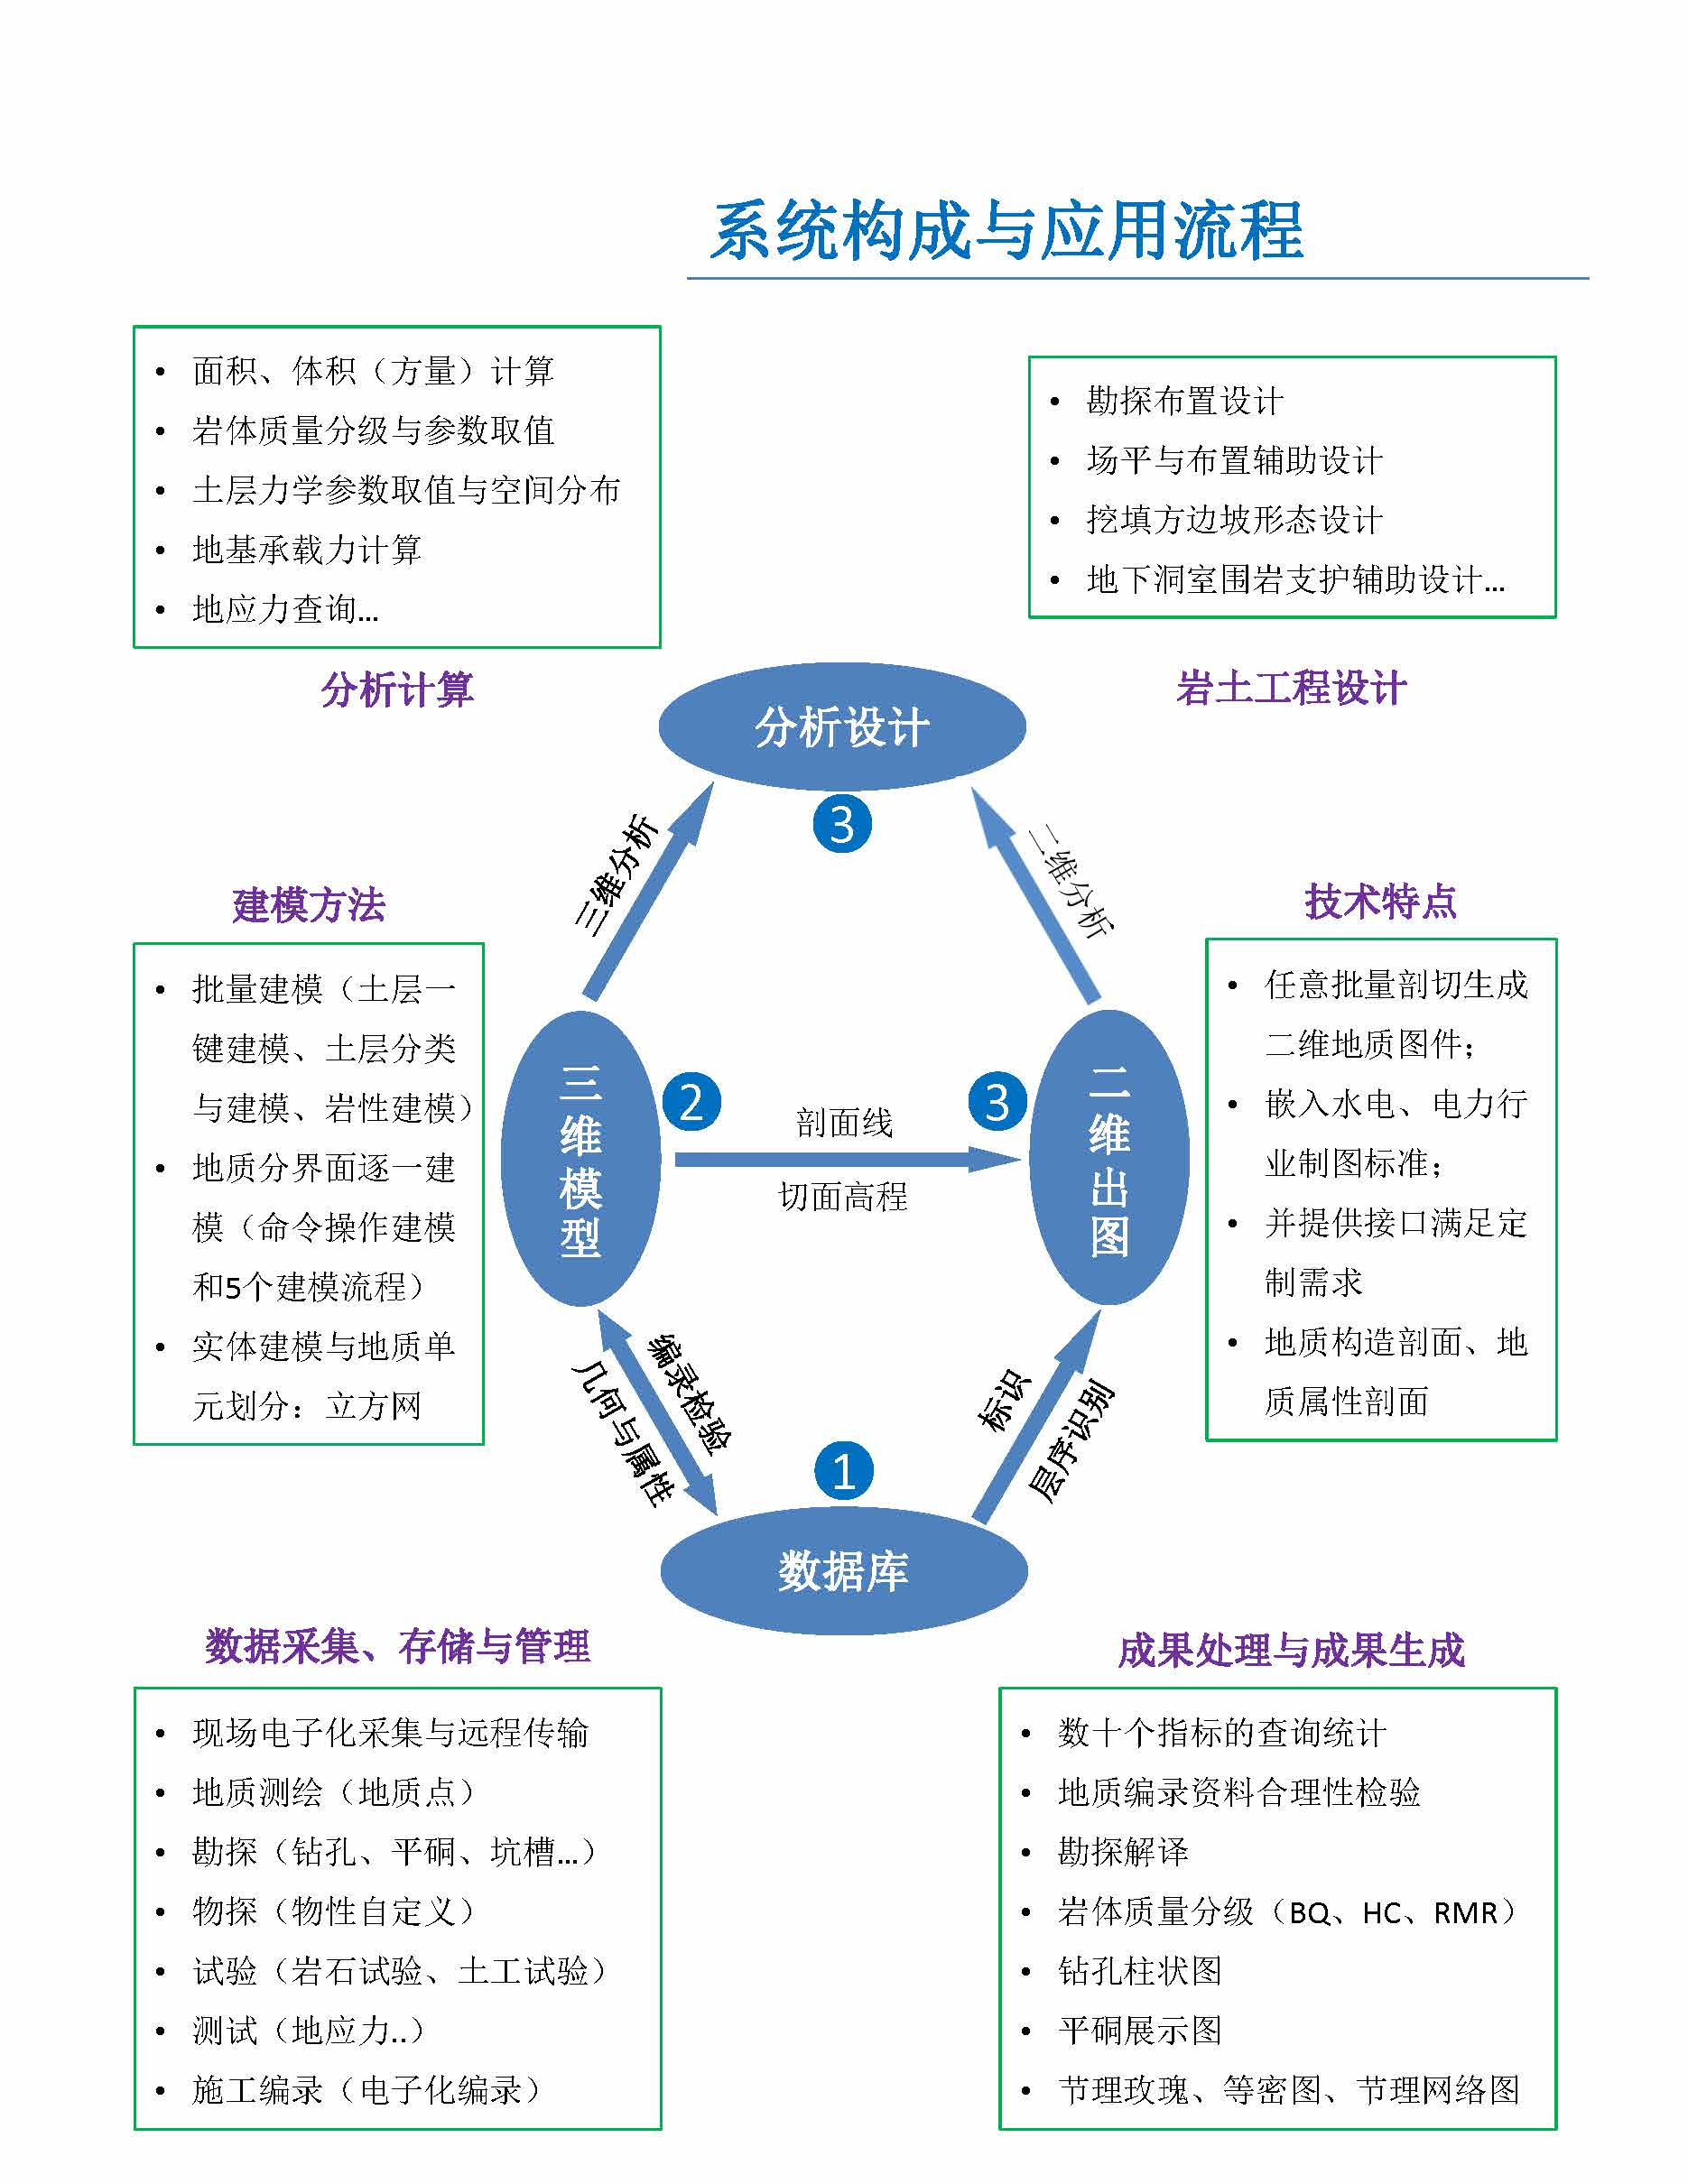 系统构成与应用流程
• 面积、体积（方量）计算
• 岩体质量分级与参数取值
• 土层力学参数取值与空间分布
• 地基承载力计算
• 地应力查询...
分析计算
• 勘探布置设计
• 场平与布置辅助设计
• 挖填方边坡形态设计
• 地下洞室围岩支护辅助设计...
岩土工程设计
分析设计
3
三维分析
二维分析
建模方法
• 批量建模（土层一
键建模、土层分类
与建模、岩性建模）
• 地质分界面逐一建
模（命令操作建模
和5个建模流程）
• 实体建模与地质单
元划分：立方网
三维模型
2
剖面线
切面高程
3
二维出图
技术特点
• 任意批量剖切生成
二维地质图件；
• 嵌入水电、电力行
业制图标准；
• 并提供接口满足定
制需求
• 地质构造剖面、地
质属性剖面
编录检验
几何与属性
标识
层序识别
1
数据库
数据采集、存储与管理
• 现场电子化采集与远程传输
• 地质测绘（地质点）
• 勘探（钻孔、平硐、坑槽...）
• 物探（物性自定义）
• 试验（岩石试验、土工试验）
• 测试（地应力..）
• 施工编录（电子化编录）
成果处理与成果生成
• 数十个指标的查询统计
• 地质编录资料合理性检验
• 勘探解译
• 岩体质量分级（BQ、HC、RMR）
• 钻孔柱状图
• 平硐展示图
• 节理玫瑰、等密图、节理网络图